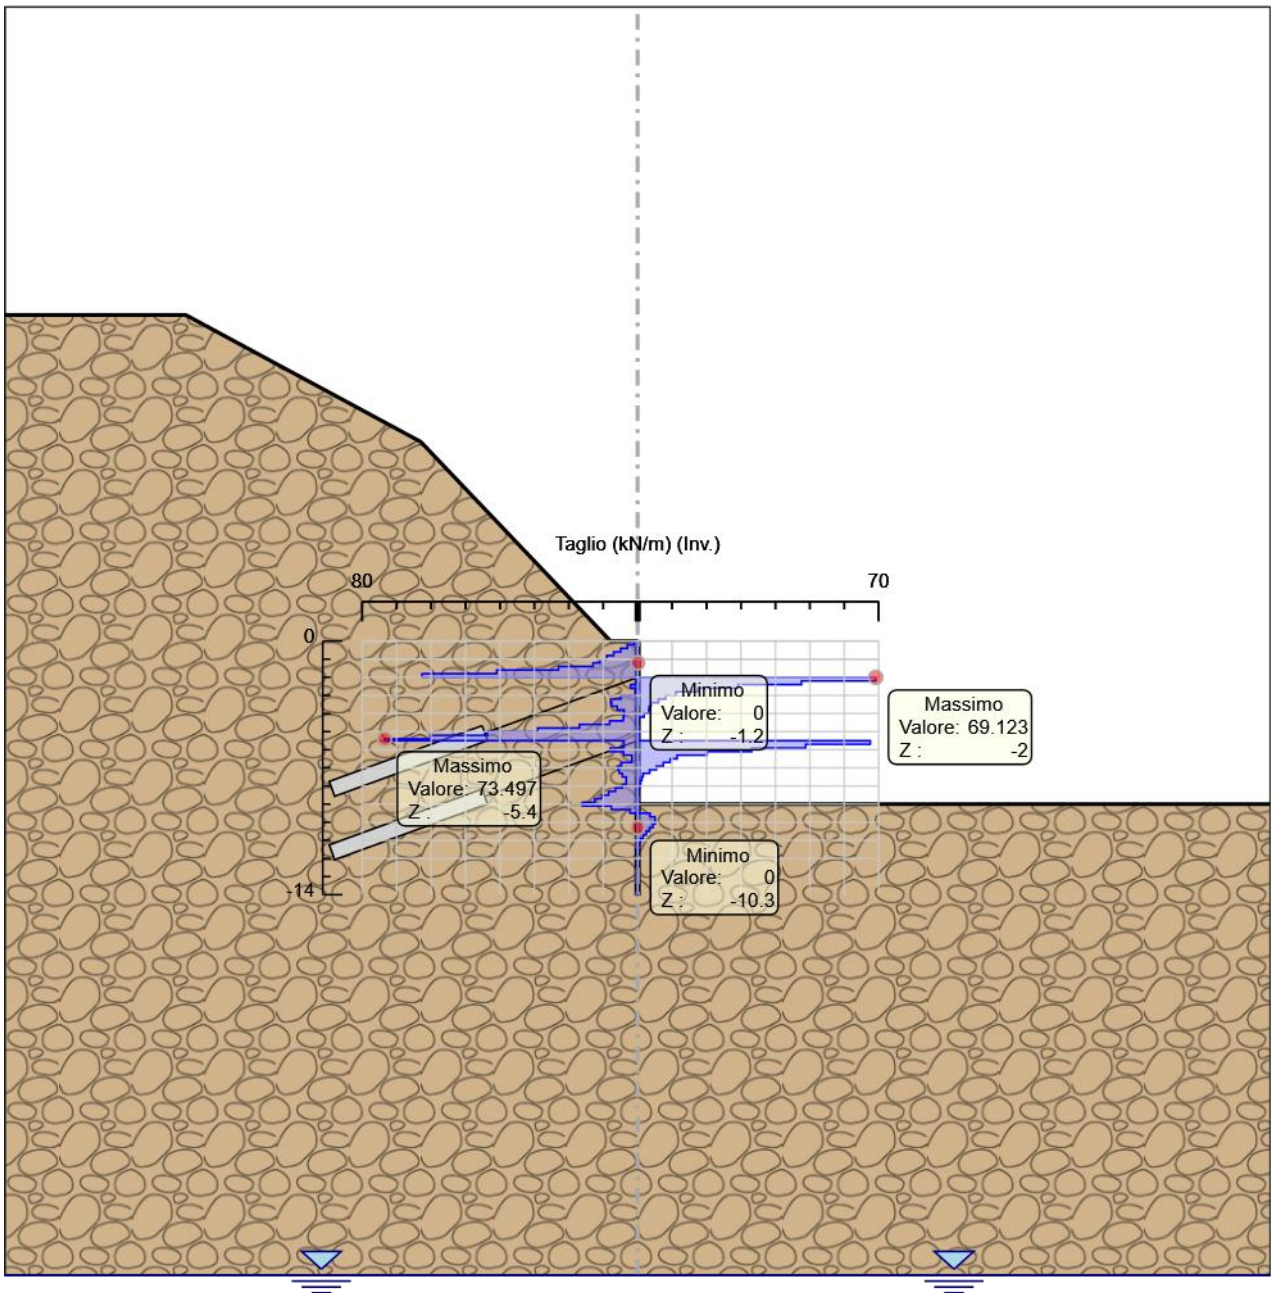 Taglio (kN/m) (Inv.)
80
70
0
Minimo
Valore: 0
Z : -1.2
Massimo
Valore: 69.123
Z : -2
Massimo
Valore: 73.497
Z : -5.4
Minimo
Valore: 0
Z : -10.3
-14